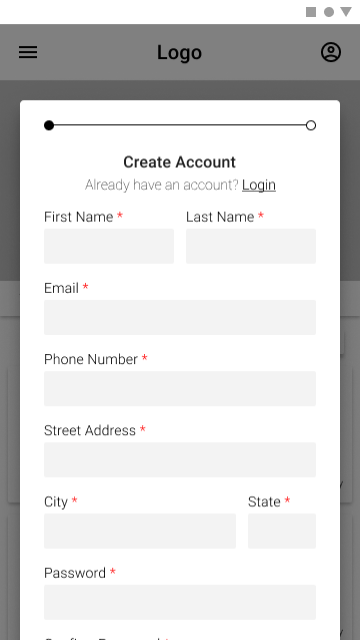 Logo
Create Account
Already have an account? Login
First Name * Last Name *
Email *
Phone Number *
Street Address *
City * State *
Password *